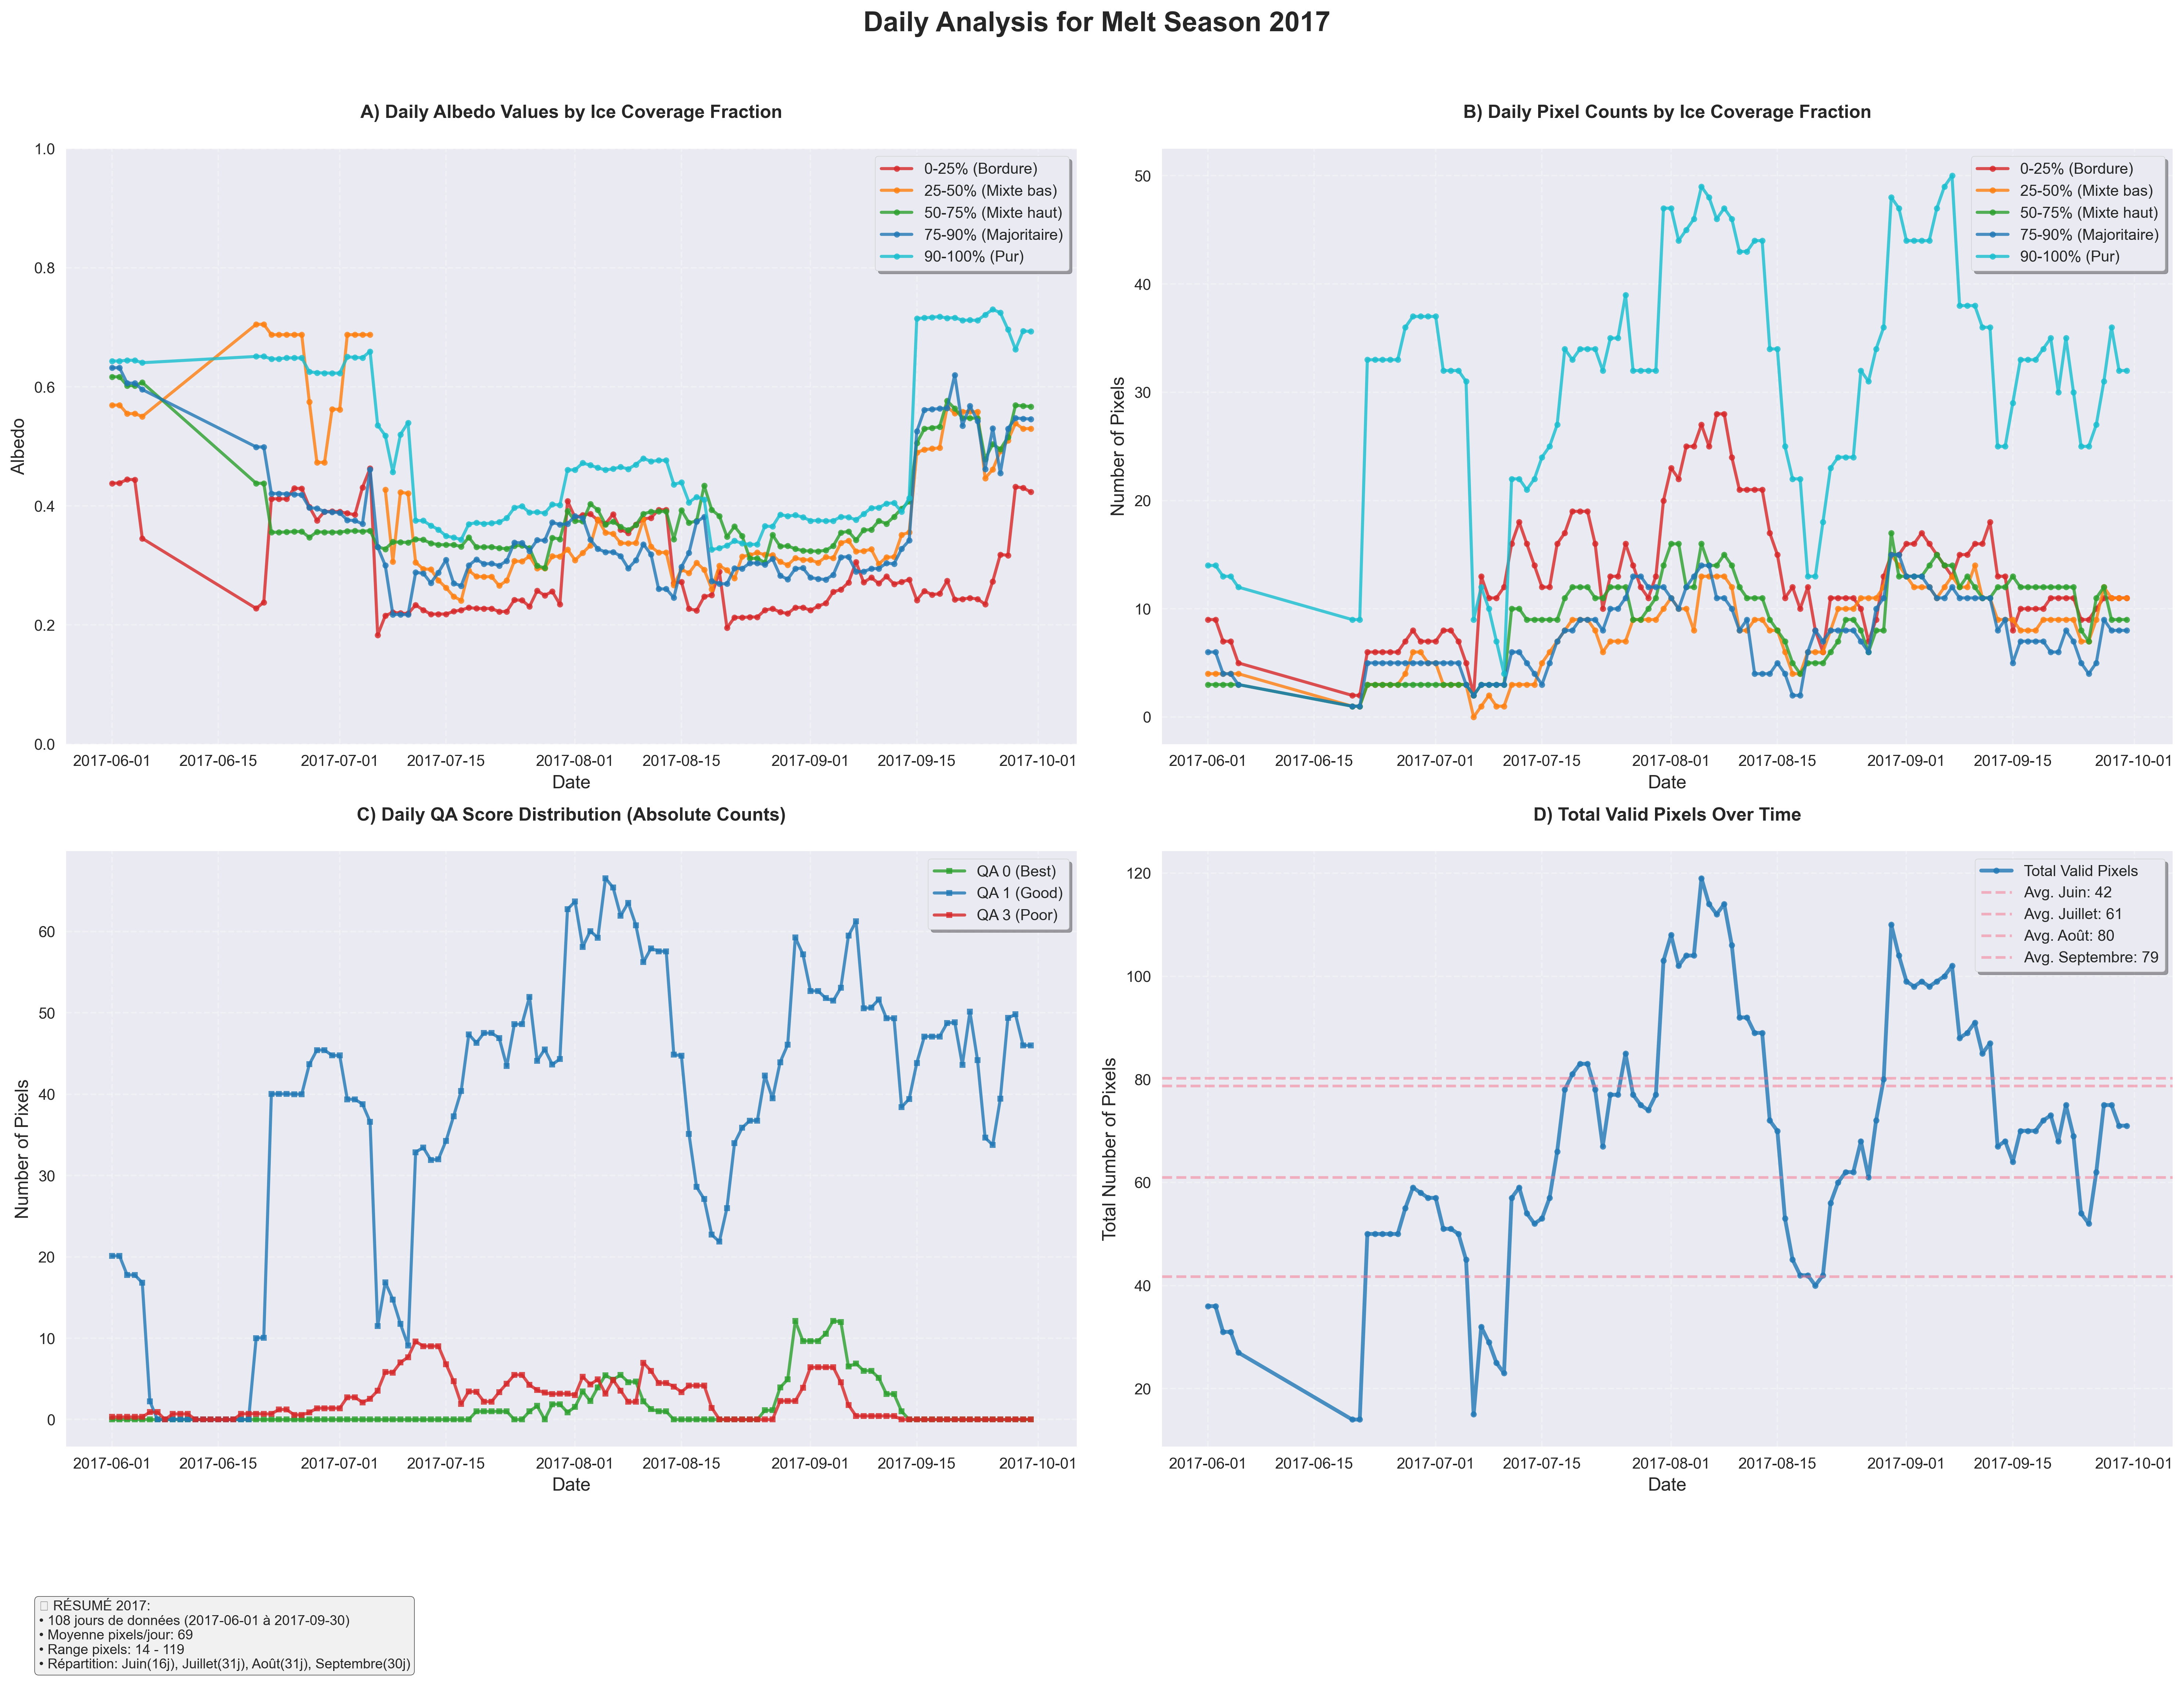 Daily Analysis for Melt Season 2017
A) Daily Albedo Values by Ice Coverage Fraction
1.0
0.8
0.6
0.4
0.2
0.0
Albedo
0-25% (Bordure)
25-50% (Mixte bas)
50-75% (Mixte haut)
75-90% (Majoritaire)
90-100% (Pur)
2017-06-01 2017-06-15 2017-07-01 2017-07-15 2017-08-01 2017-08-15 2017-09-01 2017-09-15 2017-10-01
Date
B) Daily Pixel Counts by Ice Coverage Fraction
50
40
30
20
10
0
Number of Pixels
0-25% (Bordure)
25-50% (Mixte bas)
50-75% (Mixte haut)
75-90% (Majoritaire)
90-100% (Pur)
2017-06-01 2017-06-15 2017-07-01 2017-07-15 2017-08-01 2017-08-15 2017-09-01 2017-09-15 2017-10-01
Date
C) Daily QA Score Distribution (Absolute Counts)
60
50
40
30
20
10
0
Number of Pixels
QA 0 (Best)
QA 1 (Good)
QA 3 (Poor)
2017-06-01 2017-06-15 2017-07-01 2017-07-15 2017-08-01 2017-08-15 2017-09-01 2017-09-15 2017-10-01
Date
D) Total Valid Pixels Over Time
120
100
80
60
40
20
Total Number of Pixels
Total Valid Pixels
Avg. Juin: 42
Avg. Juillet: 61
Avg. Août: 80
Avg. Septembre: 79
2017-06-01 2017-06-15 2017-07-01 2017-07-15 2017-08-01 2017-08-15 2017-09-01 2017-09-15 2017-10-01
Date
RÉSUMÉ 2017:
• 108 jours de données (2017-06-01 à 2017-09-30)
• Moyenne pixels/jour: 69
• Range pixels: 14 - 119
• Répartition: Juin(16j), Juillet(31j), Août(31j), Septembre(30j)